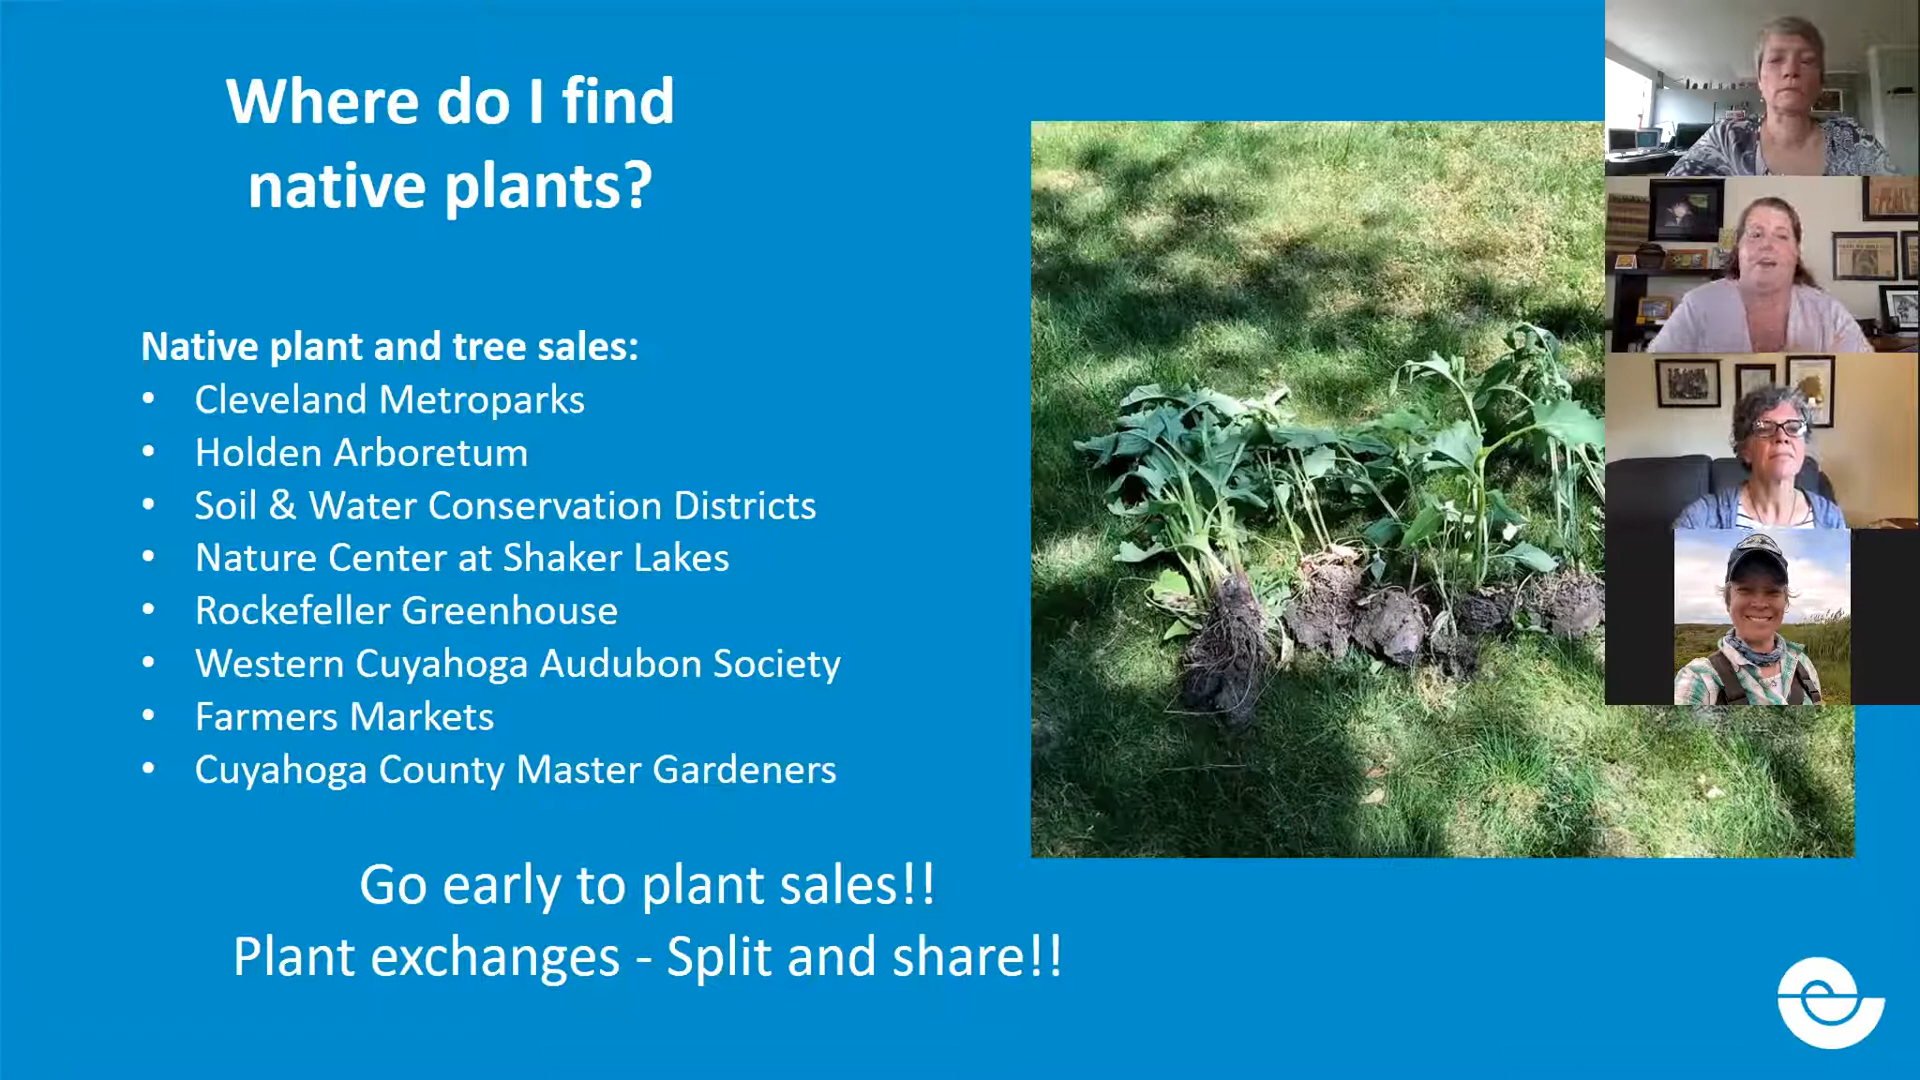 Where do I find
native plants?
Native plant and tree sales:
• Cleveland Metroparks
• Holden Arboretum
• Soil & Water Conservation Districts
• Nature Center at Shaker Lakes
• Rockefeller Greenhouse
• Western Cuyahoga Audubon Society
• Farmers Markets
• Cuyahoga County Master Gardeners
Go early to plant sales!!
Plant exchanges - Split and share!!